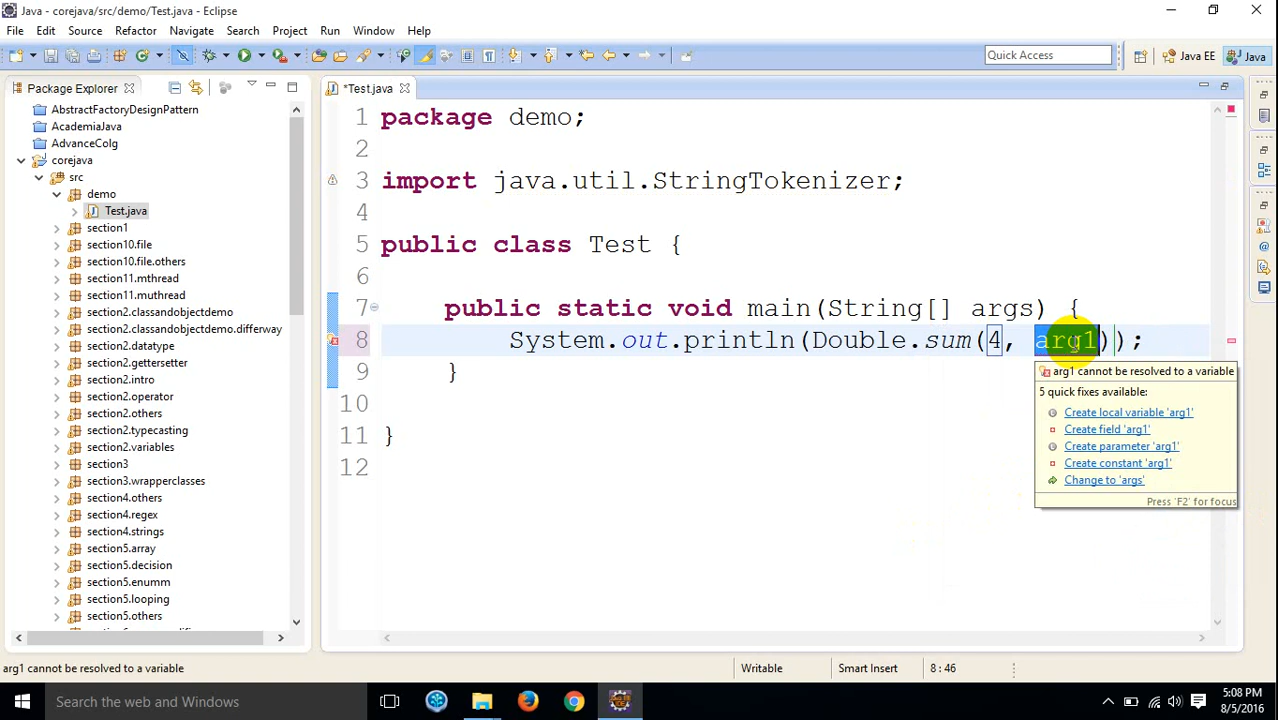 Java - corejava/src/demo/Test.java - Eclipse
File Edit Source Refactor Navigate Search Project Run Window Help
Quick Access
Java EE
Java
Package Explorer
*Test.java
AbstractFactoryDesignPattern
AcademiaJava
AdvanceColg
corejava
src
demo
Test.java
section1
section10.file
section10.file.others
section11.mthread
section11.muthread
section2.classandobjectdemo
section2.classandobjectdemo.differway
section2.datatype
section2.gettersetter
section2.intro
section2.operator
section2.others
section2.typecasting
section2.variables
section3
section3.wrapperclasses
section4.others
section4.regex
section4.strings
section5.array
section5.decision
section5.enumm
section5.looping
section5.others
1 package demo;
2
3 import java.util.StringTokenizer;
4
5 public class Test {
6
7 public static void main(String[] args) {
8 System.out.println(Double.sum(4, arg1));
9 }
10
11 }
12
arg1 cannot be resolved to a variable
5 quick fixes available:
Create local variable 'arg1'
Create field 'arg1'
Create parameter 'arg1'
Create constant 'arg1'
Change to 'args'
Press 'F2' for focus
arg1 cannot be resolved to a variable
Writable
Smart Insert
8 : 46
Search the web and Windows
5:08 PM
8/5/2016